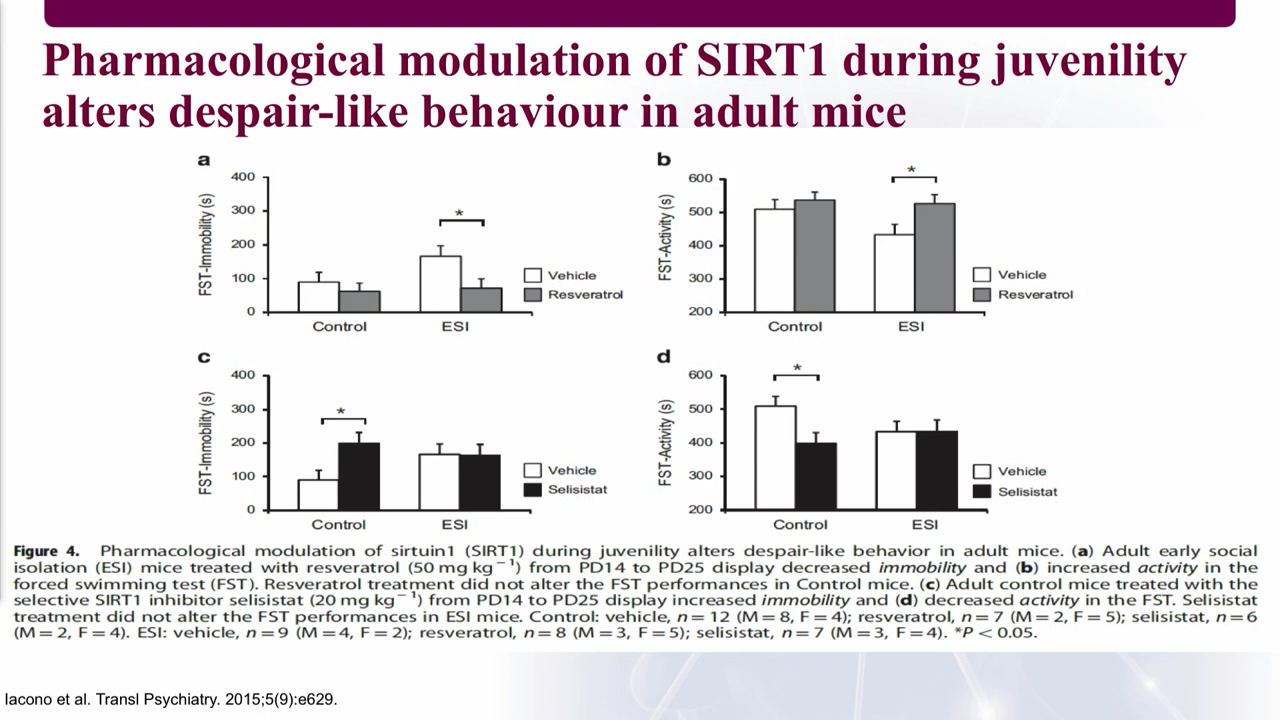 Pharmacological modulation of SIRT1 during juvenility
alters despair-like behaviour in adult mice
a
FST-Immobility (s)
400
300
200
100
0
*
Control
ESI
Vehicle
Resveratrol
b
FST-Activity (s)
600
500
400
300
200
*
Control
ESI
Vehicle
Resveratrol
c
FST-Immobility (s)
400
300
200
100
0
*
Control
ESI
Vehicle
Selisistat
d
FST-Activity (s)
600
500
400
300
200
*
Control
ESI
Vehicle
Selisistat
Figure 4. Pharmacological modulation of sirtuin1 (SIRT1) during juvenility alters despair-like behavior in adult mice. (a) Adult early social
isolation (ESI) mice treated with resveratrol (50 mg kg⁻¹) from PD14 to PD25 display decreased immobility and (b) increased activity in the
forced swimming test (FST). Resveratrol treatment did not alter the FST performances in Control mice. (c) Adult control mice treated with the
selective SIRT1 inhibitor selisistat (20 mg kg⁻¹) from PD14 to PD25 display increased immobility and (d) decreased activity in the FST. Selisistat
treatment did not alter the FST performances in ESI mice. Control: vehicle, n = 12 (M = 8, F = 4); resveratrol, n = 7 (M = 2, F = 5); selisistat, n = 6
(M = 2, F = 4). ESI: vehicle, n = 9 (M = 4, F = 2); resveratrol, n = 8 (M = 3, F = 5); selisistat, n = 7 (M = 3, F = 4). *P < 0.05.
Iacono et al. Transl Psychiatry. 2015;5(9):e629.